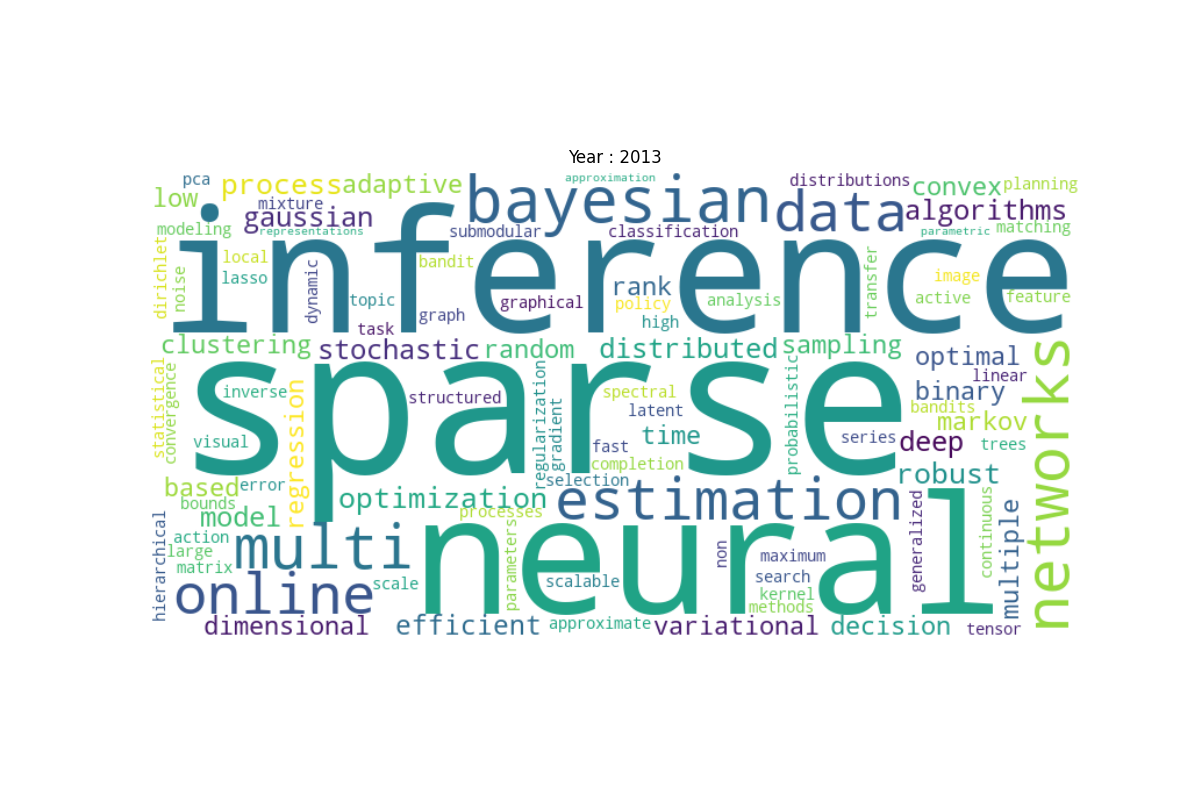 Year : 2013
pca
approximation
distributions
planning
low
process
adaptive
bayesian
data
convex
mixture
gaussian
algorithms
modeling
representations
submodular
classification
parametric
matching
inference
dirichlet
noise
local
lasso
dynamic
bandit
topic
graph
graphical
rank
policy
high
analysis
transfer
image
active
feature
task
clustering
stochastic
random
distributed
sampling
optimal
linear
binary
sparse
statistical
convergence
inverse
regression
structured
regularization
gradient
spectral
latent
fast
time
completion
selection
probabilistic
series
bandits
markov
deep
trees
networks
visual
based
error
bounds
model
optimization
estimation
robust
processes
hierarchical
action
large
matrix
multi
neural
parameters
non
maximum
search
kernel
methods
generalized
continuous
multiple
online
scale
scalable
dimensional
efficient
approximate
variational
decision
tensor